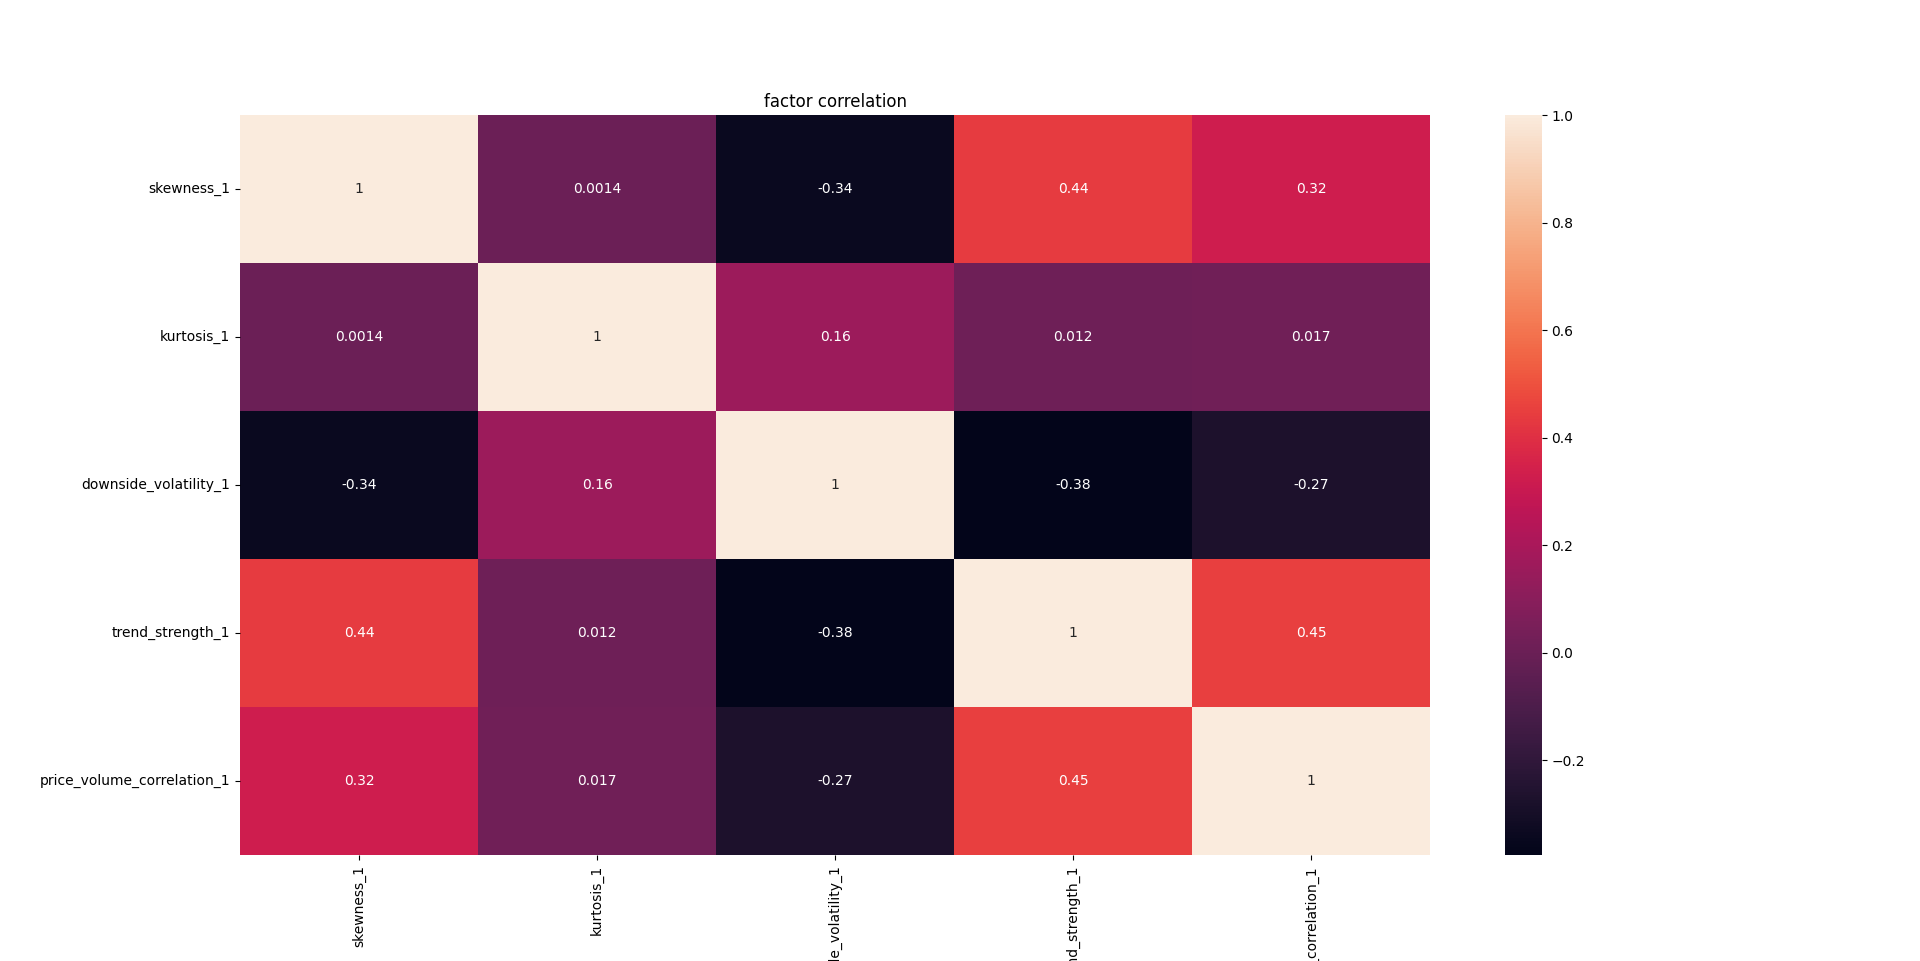 factor correlation
skewness_1 1 0.0014 -0.34 0.44 0.32
kurtosis_1 0.0014 1 0.16 0.012 0.017
downside_volatility_1 -0.34 0.16 1 -0.38 -0.27
trend_strength_1 0.44 0.012 -0.38 1 0.45
price_volume_correlation_1 0.32 0.017 -0.27 0.45 1
skewness_1
kurtosis_1
le_volatility_1
nd_strength_1
_correlation_1
1.0
0.8
0.6
0.4
0.2
0.0
−0.2